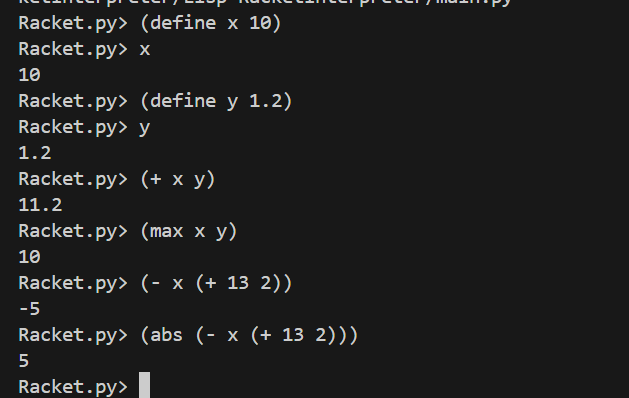 Racket.py> (define x 10)
Racket.py> x
10
Racket.py> (define y 1.2)
Racket.py> y
1.2
Racket.py> (+ x y)
11.2
Racket.py> (max x y)
10
Racket.py> (- x (+ 13 2))
-5
Racket.py> (abs (- x (+ 13 2)))
5
Racket.py>